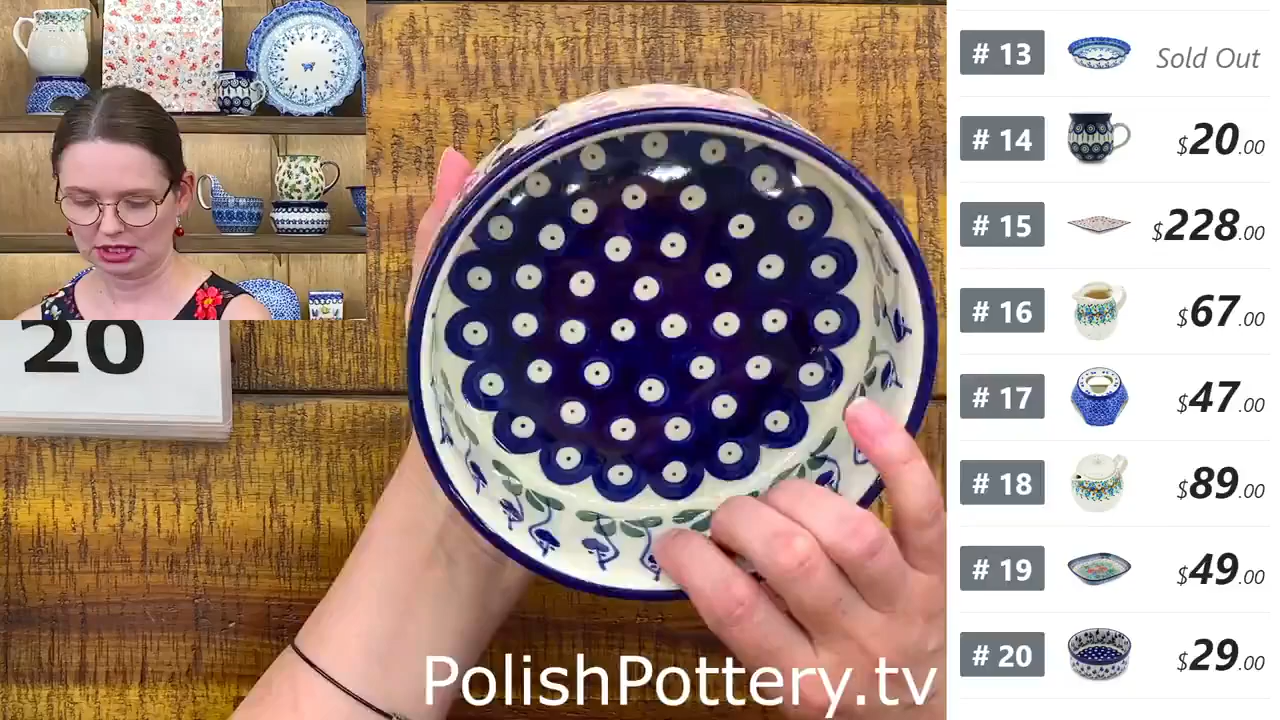 20
PolishPottery.tv
# 13 Sold Out
# 14 $20.00
# 15 $228.00
# 16 $67.00
# 17 $47.00
# 18 $89.00
# 19 $49.00
# 20 $29.00